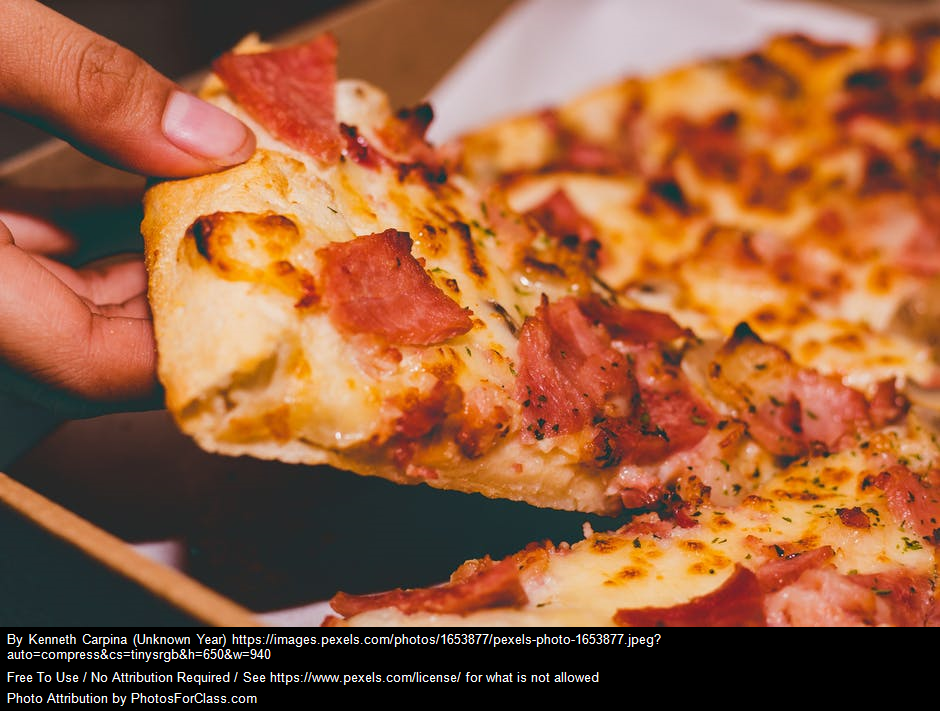 By Kenneth Carpina (Unknown Year) https://images.pexels.com/photos/1653877/pexels-photo-1653877.jpeg?
auto=compress&cs=tinysrgb&h=650&w=940
Free To Use / No Attribution Required / See https://www.pexels.com/license/ for what is not allowed
Photo Attribution by PhotosForClass.com